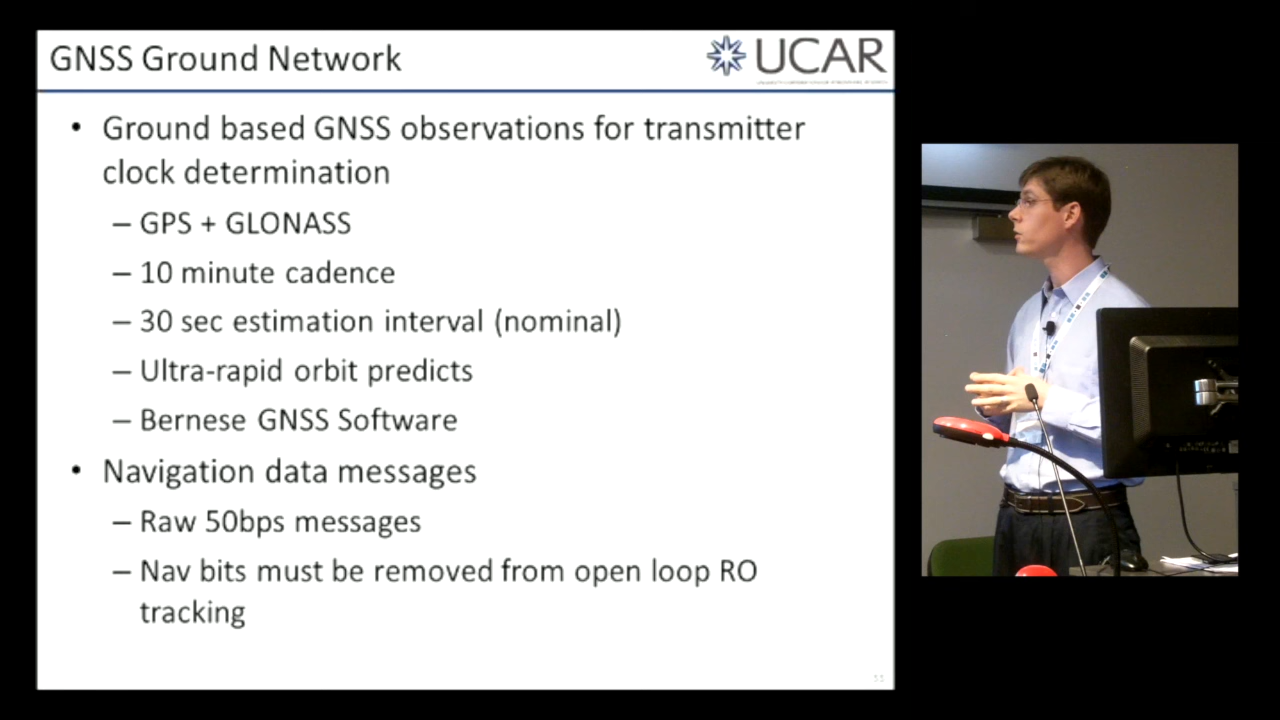 GNSS Ground Network
UCAR
• Ground based GNSS observations for transmitter
clock determination
– GPS + GLONASS
– 10 minute cadence
– 30 sec estimation interval (nominal)
– Ultra-rapid orbit predicts
– Bernese GNSS Software
• Navigation data messages
– Raw 50bps messages
– Nav bits must be removed from open loop RO
tracking